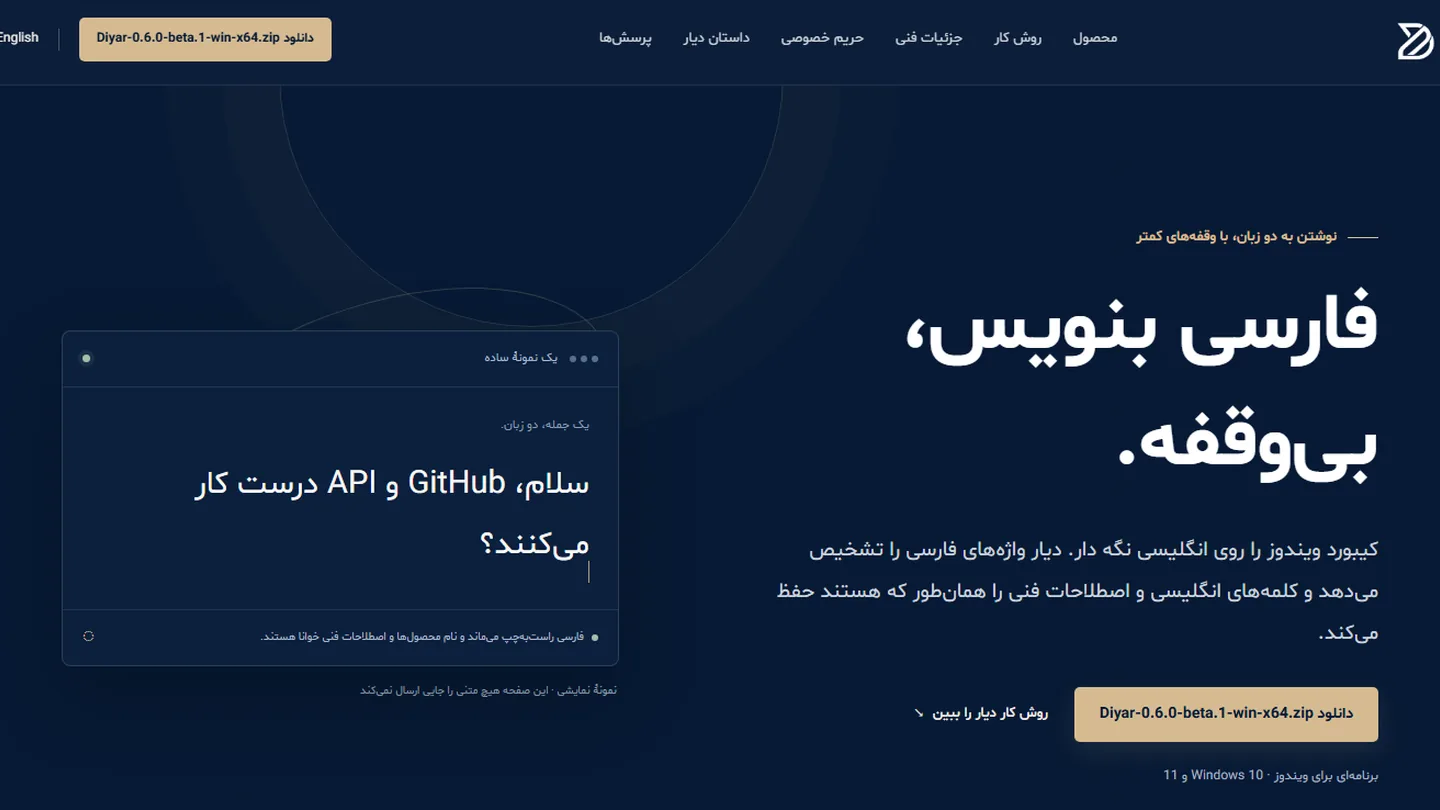 محصول
روش کار
جزئیات فنی
حریم خصوصی
داستان دیار
پرسش‌ها
دانلود Diyar-0.6.0-beta.1-win-x64.zip
English
نوشتن به دو زبان، با وقفه‌های کمتر
فارسی بنویس،
بی‌وقفه.
کیبورد ویندوز را روی انگلیسی نگه دار. دیار واژه‌های فارسی را تشخیص
می‌دهد و کلمه‌های انگلیسی و اصطلاحات فنی را همان‌طور که هستند حفظ
می‌کند.
دانلود Diyar-0.6.0-beta.1-win-x64.zip
روش کار دیار را ببین ↘
برنامه‌ای برای ویندوز · Windows 10 و 11
یک نمونهٔ ساده
یک جمله، دو زبان.
سلام، GitHub و API درست کار
می‌کنند؟
فارسی راست‌به‌چپ می‌ماند و نام محصول‌ها و اصطلاحات فنی خوانا هستند.
نمونهٔ نمایشی · این صفحه هیچ متنی را جایی ارسال نمی‌کند